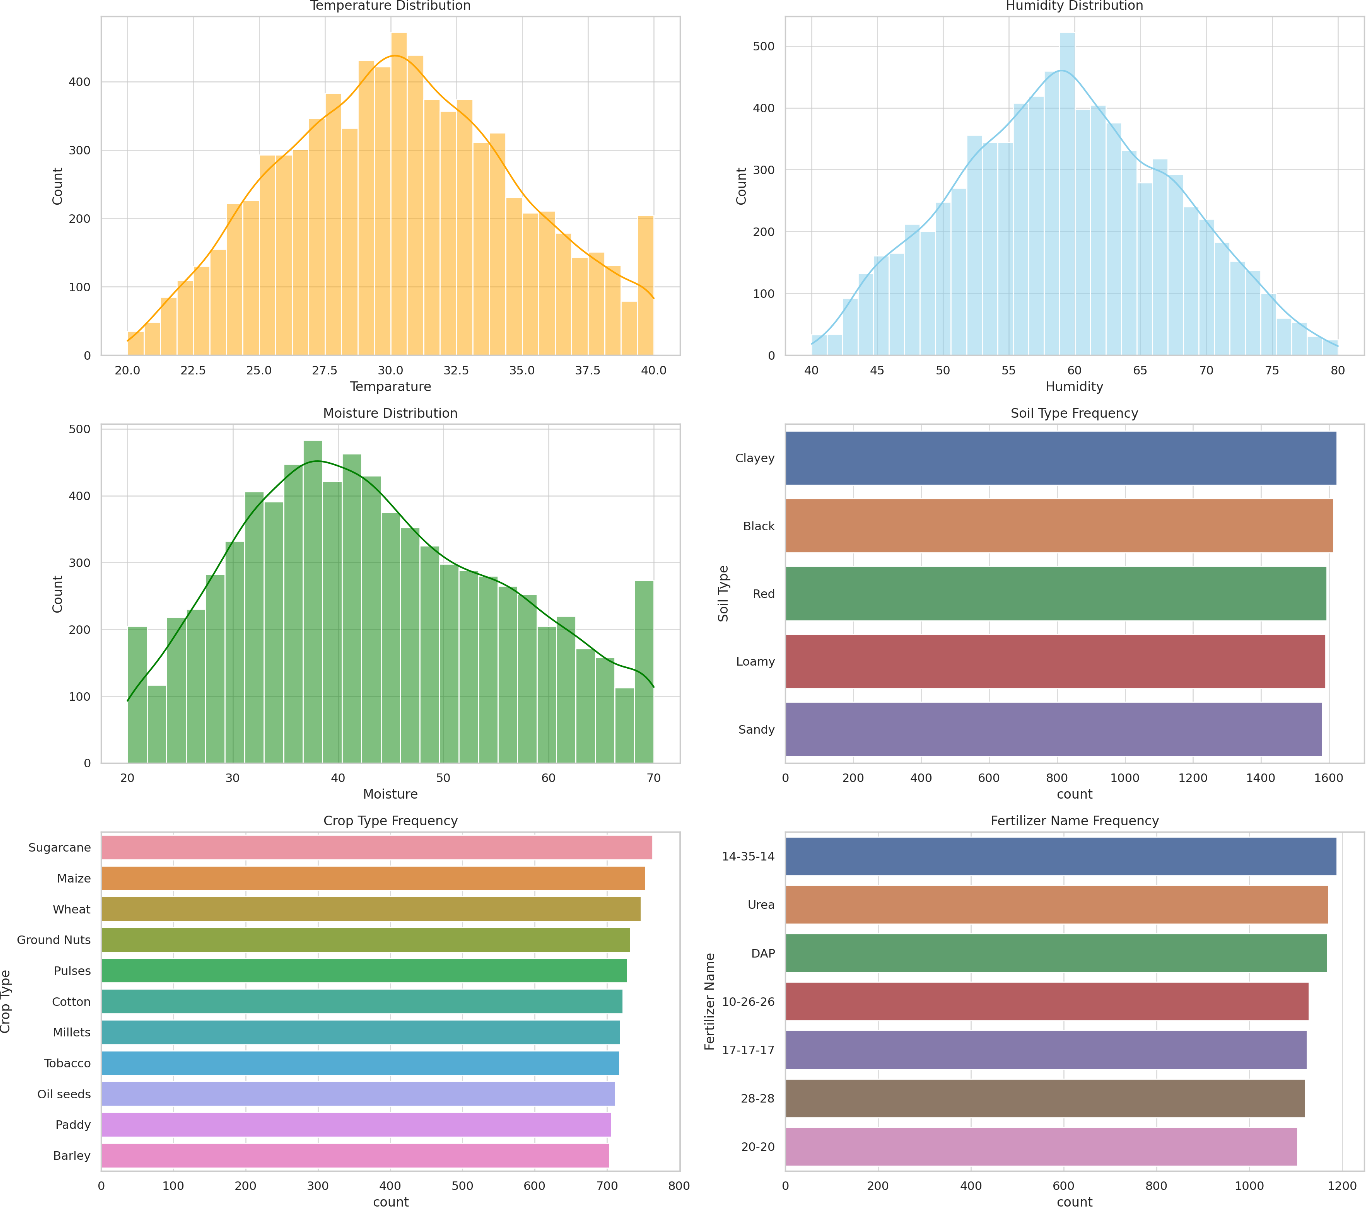 Temperature Distribution
Count
400
300
200
100
0
20.0 22.5 25.0 27.5 30.0 32.5 35.0 37.5 40.0
Temparature
Humidity Distribution
Count
500
400
300
200
100
0
40 45 50 55 60 65 70 75 80
Humidity
Moisture Distribution
Count
500
400
300
200
100
0
20 30 40 50 60 70
Moisture
Soil Type Frequency
Soil Type
Clayey
Black
Red
Loamy
Sandy
0 200 400 600 800 1000 1200 1400 1600
count
Crop Type Frequency
Crop Type
Sugarcane
Maize
Wheat
Ground Nuts
Pulses
Cotton
Millets
Tobacco
Oil seeds
Paddy
Barley
0 100 200 300 400 500 600 700 800
count
Fertilizer Name Frequency
Fertilizer Name
14-35-14
Urea
DAP
10-26-26
17-17-17
28-28
20-20
0 200 400 600 800 1000 1200
count